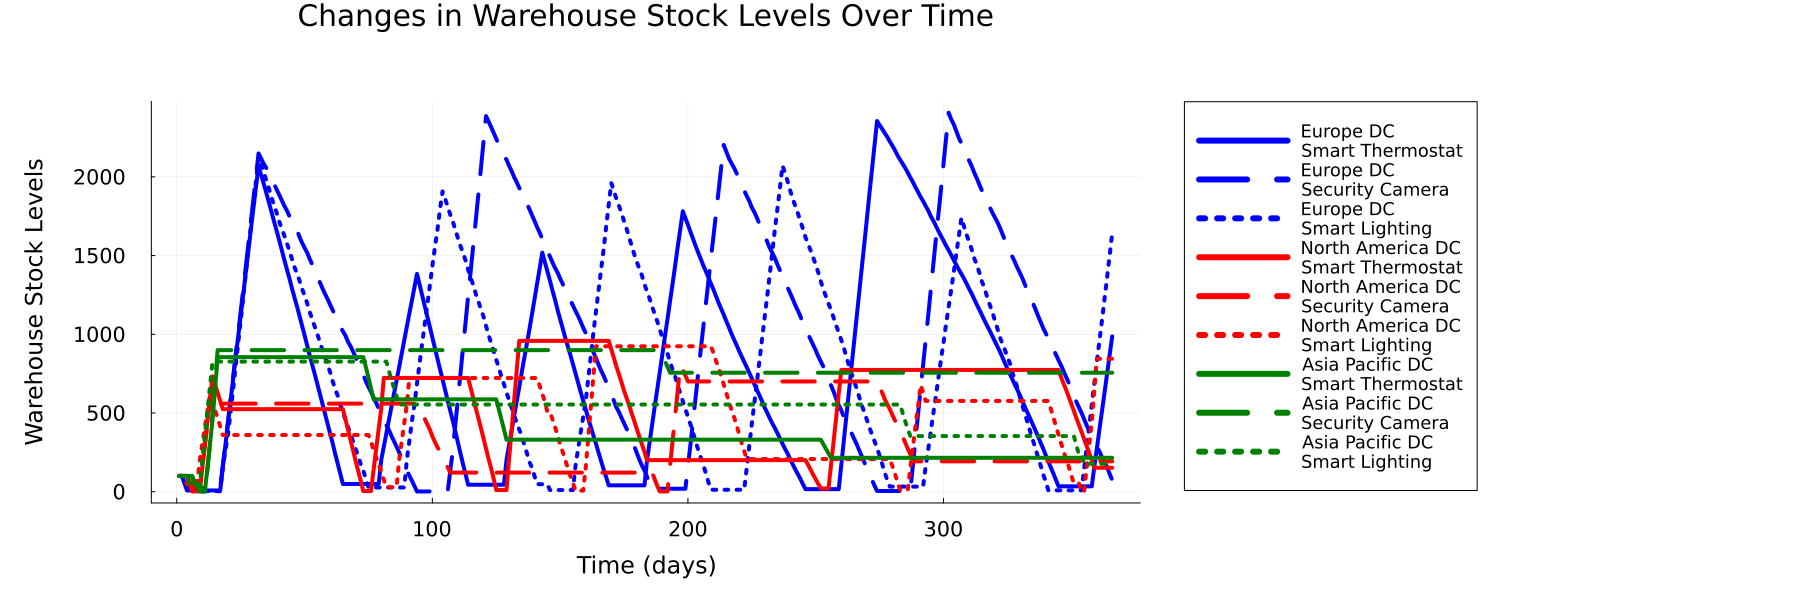 Changes in Warehouse Stock Levels Over Time
Warehouse Stock Levels
2000
1500
1000
500
0
0 100 200 300
Time (days)
Europe DC
Smart Thermostat
Europe DC
Security Camera
Europe DC
Smart Lighting
North America DC
Smart Thermostat
North America DC
Security Camera
North America DC
Smart Lighting
Asia Pacific DC
Smart Thermostat
Asia Pacific DC
Security Camera
Asia Pacific DC
Smart Lighting